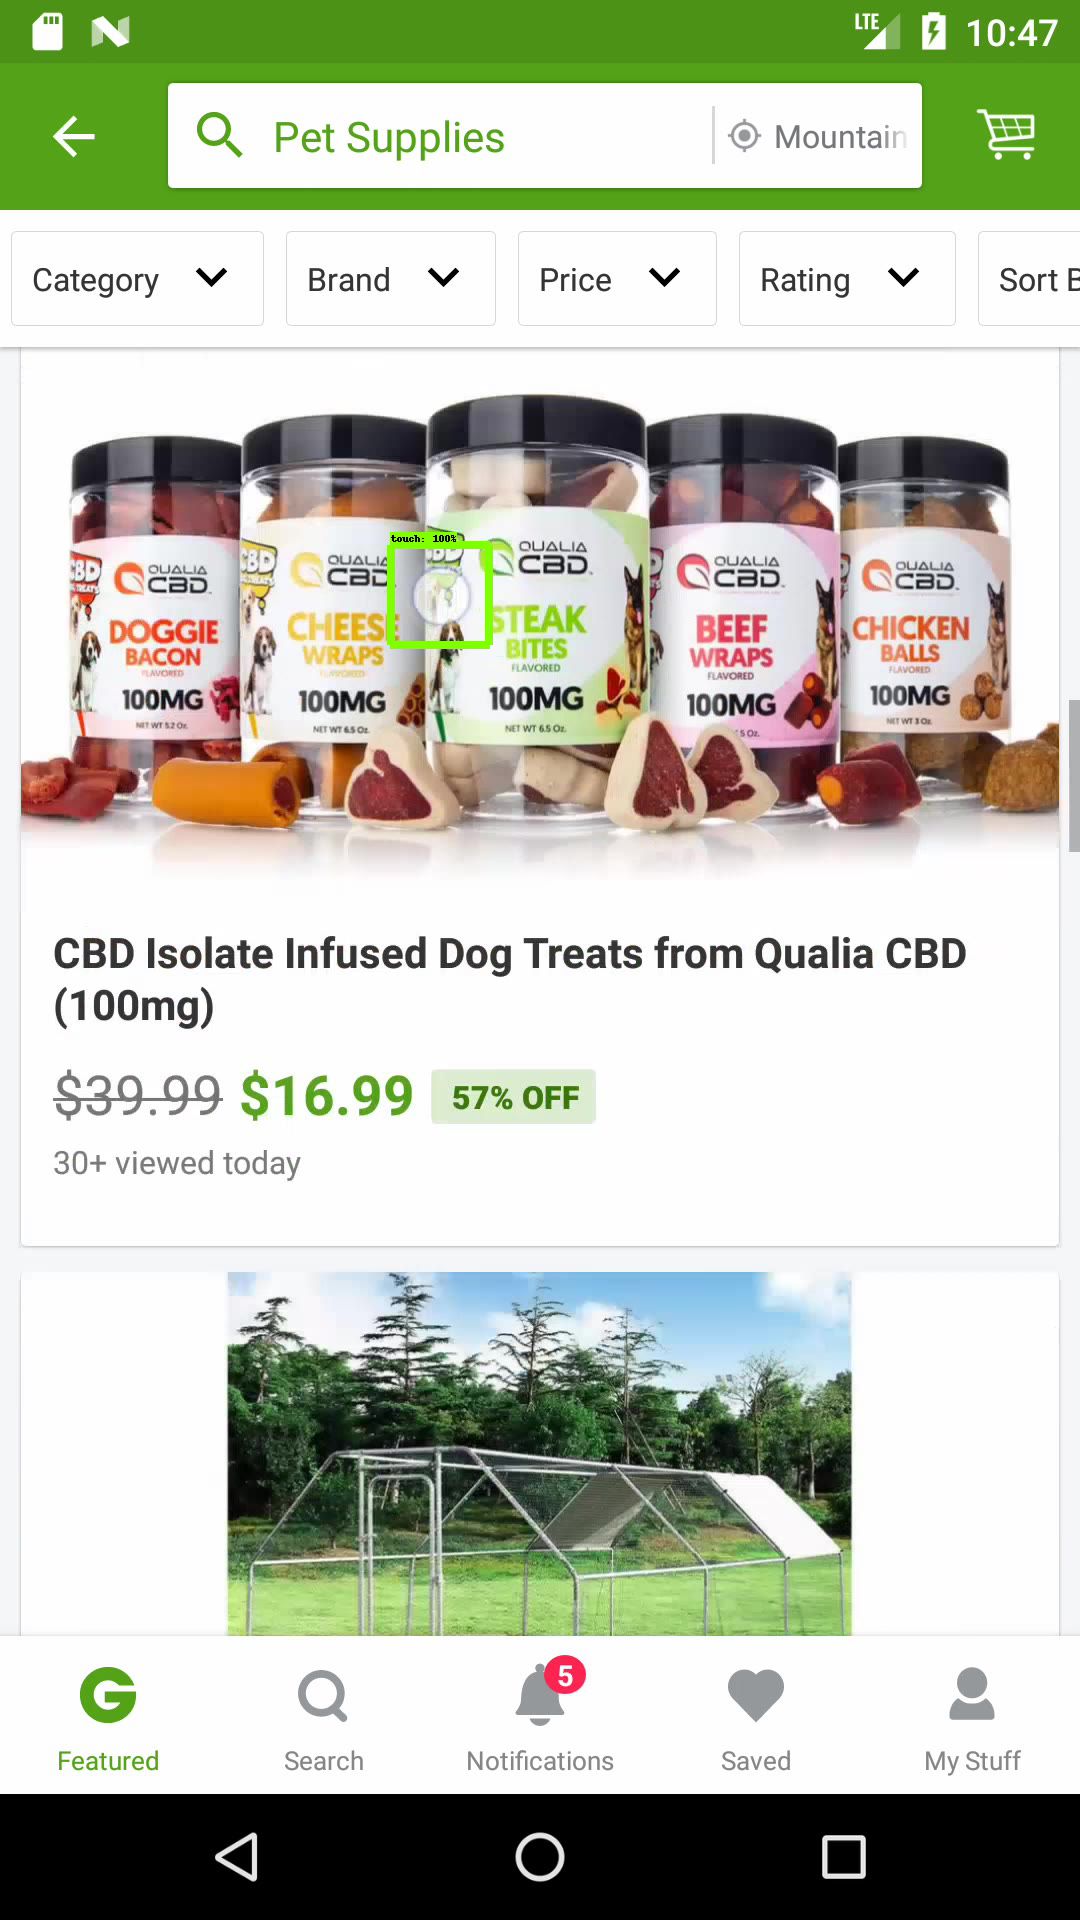 LTE 10:47
Pet Supplies
Mountain
Category
Brand
Price
Rating
Sort B
touch: 100%
QUALIA CBD
DOGGIE BACON
FLAVORED
100MG
NET WT 5.2 Oz.
QUALIA CBD
CHEESE WRAPS
FLAVORED
100MG
NET WT 6.5 Oz.
QUALIA CBD
STEAK BITES
FLAVORED
100MG
NET WT 6.5 Oz.
QUALIA CBD
BEEF WRAPS
FLAVORED
100MG
5 Oz.
QUALIA CBD
CHICKEN BALLS
FLAVORED
100MG
NET WT 3 Oz.
CBD Isolate Infused Dog Treats from Qualia CBD
(100mg)
$39.99 $16.99 57% OFF
30+ viewed today
5
Featured
Search
Notifications
Saved
My Stuff